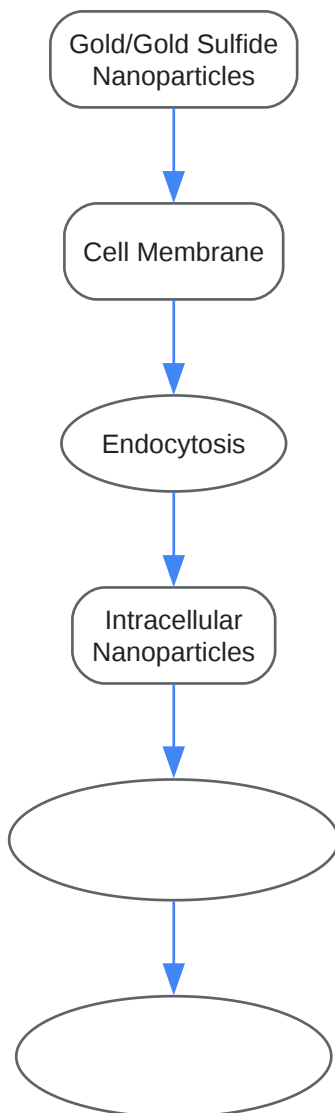 Gold/Gold Sulfide
Nanoparticles
Cell Membrane
Endocytosis
Intracellular
Nanoparticles